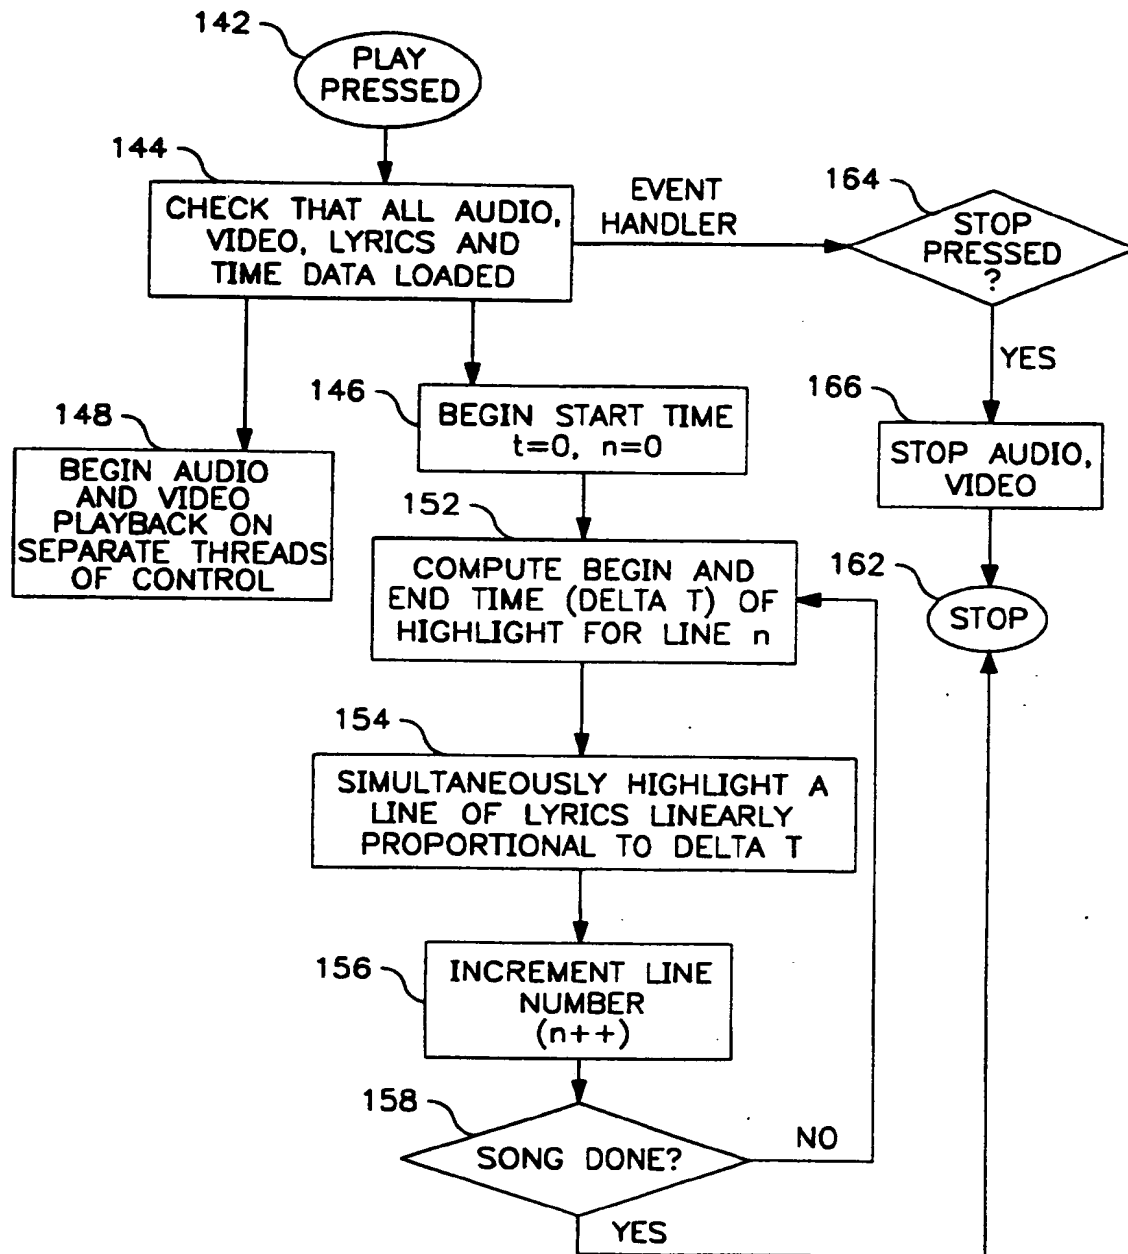 142
PLAY
PRESSED
144
CHECK THAT ALL AUDIO,
VIDEO, LYRICS AND
TIME DATA LOADED
EVENT
HANDLER
164
STOP
PRESSED
?
YES
148
BEGIN AUDIO
AND VIDEO
PLAYBACK ON
SEPARATE THREADS
OF CONTROL
146
BEGIN START TIME
t=0, n=0
166
STOP AUDIO,
VIDEO
152
COMPUTE BEGIN AND
END TIME (DELTA T) OF
HIGHLIGHT FOR LINE n
162
STOP
154
SIMULTANEOUSLY HIGHLIGHT A
LINE OF LYRICS LINEARLY
PROPORTIONAL TO DELTA T
156
INCREMENT LINE
NUMBER
(n++)
158
SONG DONE?
NO
YES